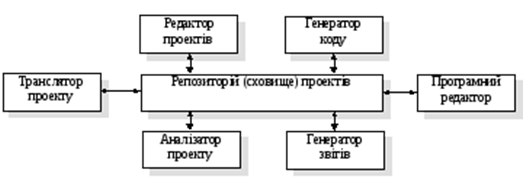 Редактор
проектів
Генератор
коду
Транслятор
проекту
Репозиторій (сховище) проектів
Програмний
редактор
Аналізатор
проекту
Генератор
звітів